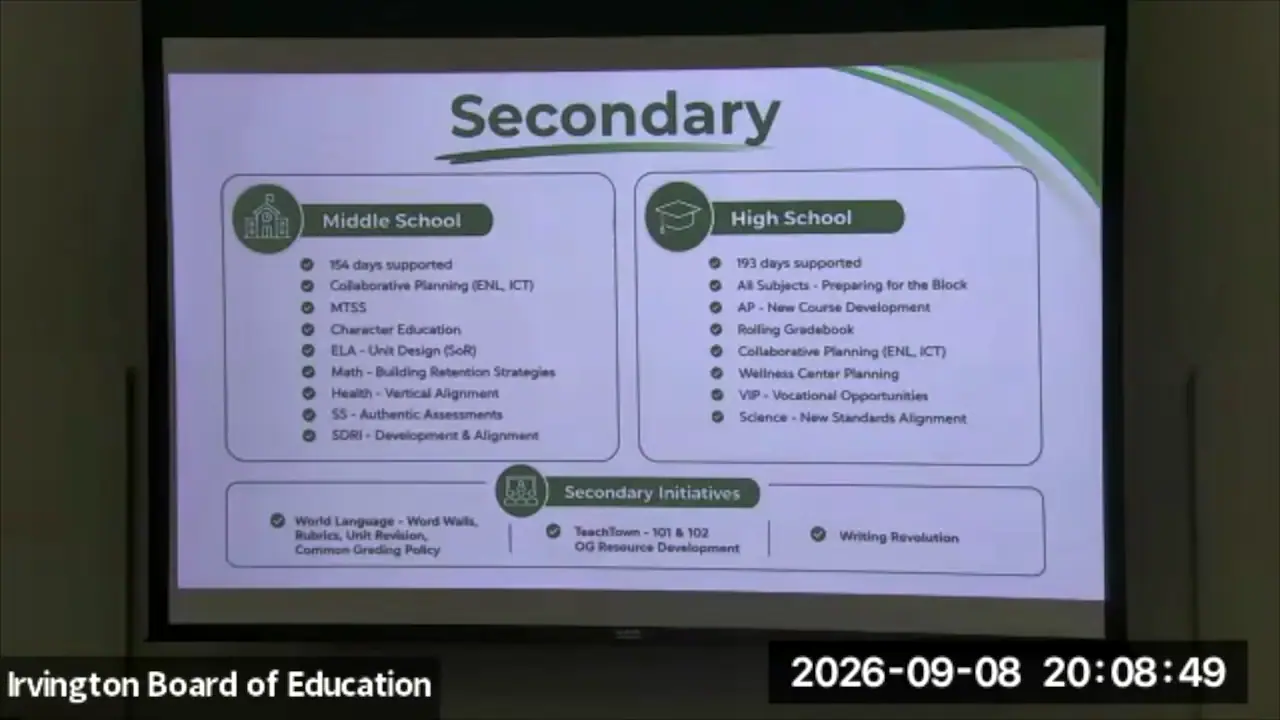 Secondary
Middle School
154 days supported
Collaborative Planning (ENL, ICT)
MTSS
Character Education
ELA - Unit Design (SoR)
Math - Building Retention Strategies
Health - Vertical Alignment
SS - Authentic Assessments
SDRI - Development & Alignment
High School
193 days supported
All Subjects - Preparing for the Block
AP - New Course Development
Rolling Gradebook
Collaborative Planning (ENL, ICT)
Wellness Center Planning
VIP - Vocational Opportunities
Science - New Standards Alignment
Secondary Initiatives
World Language - Word Walls,
Rubrics, Unit Revision,
Common Grading Policy
TeachTown - 101 & 102
OG Resource Development
Writing Revolution
Irvington Board of Education
2026-09-08 20:08:49